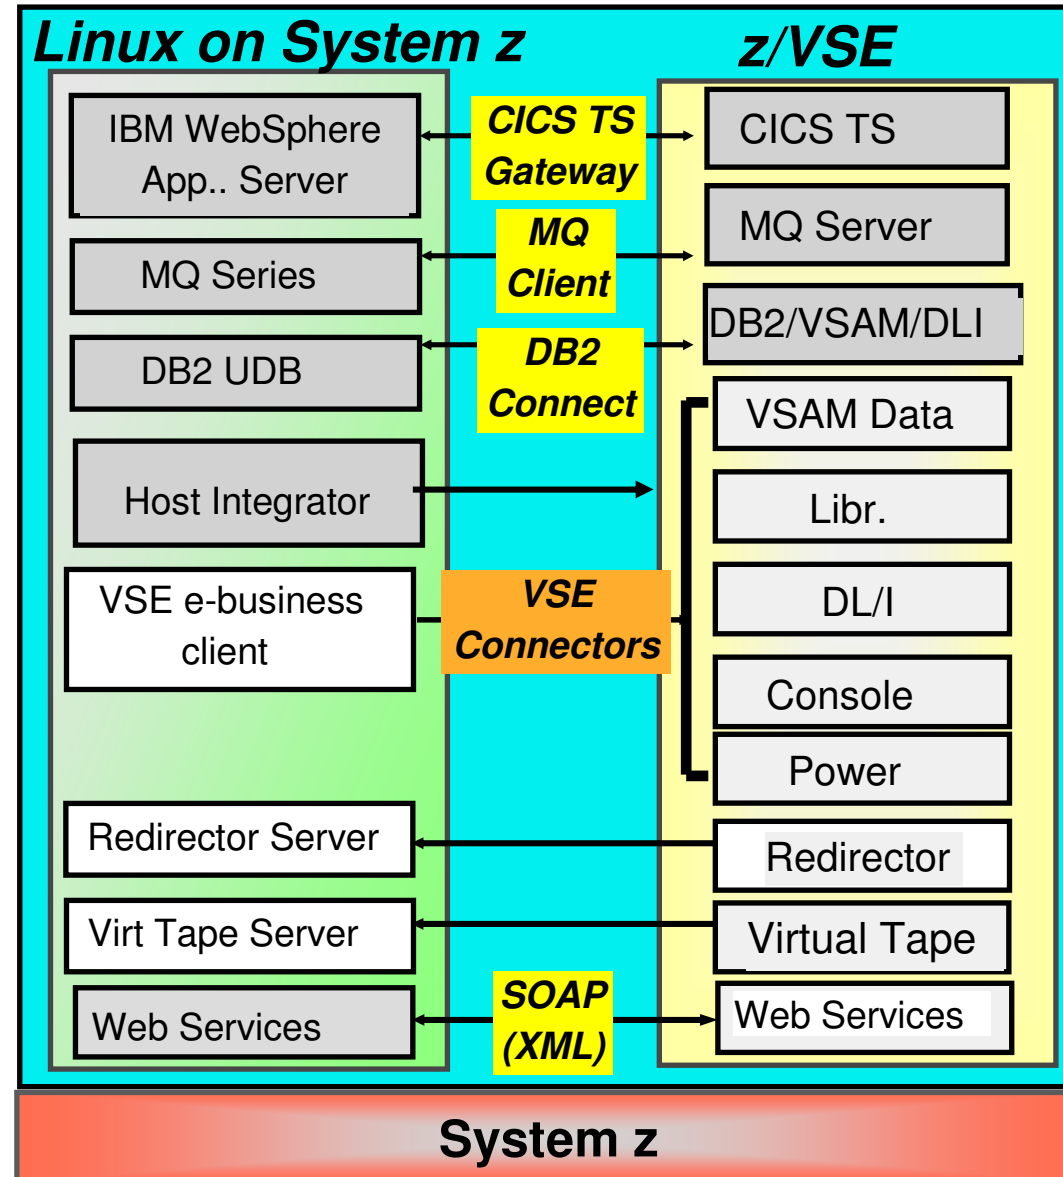 Linux on System z
z/VSE
IBM WebSphere
App.. Server
CICS TS
Gateway
CICS TS
MQ Series
MQ
Client
MQ Server
DB2 UDB
DB2
Connect
DB2/VSAM/DLI
VSAM Data
Host Integrator
Libr.
VSE e-business
client
VSE
Connectors
DL/I
Console
Power
Redirector Server
Redirector
Virt Tape Server
Virtual Tape
Web Services
SOAP
(XML)
Web Services
System z